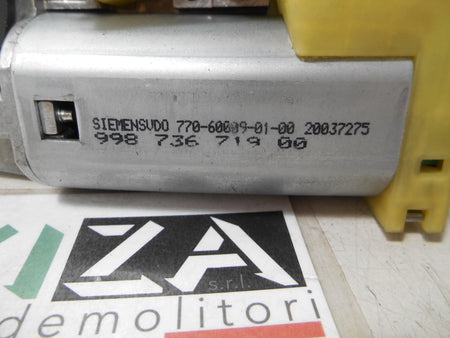 SIEMENSVDO 770-60009-01-00 20037275
998 736 719 00
ZA
s.r.l.
demolitori